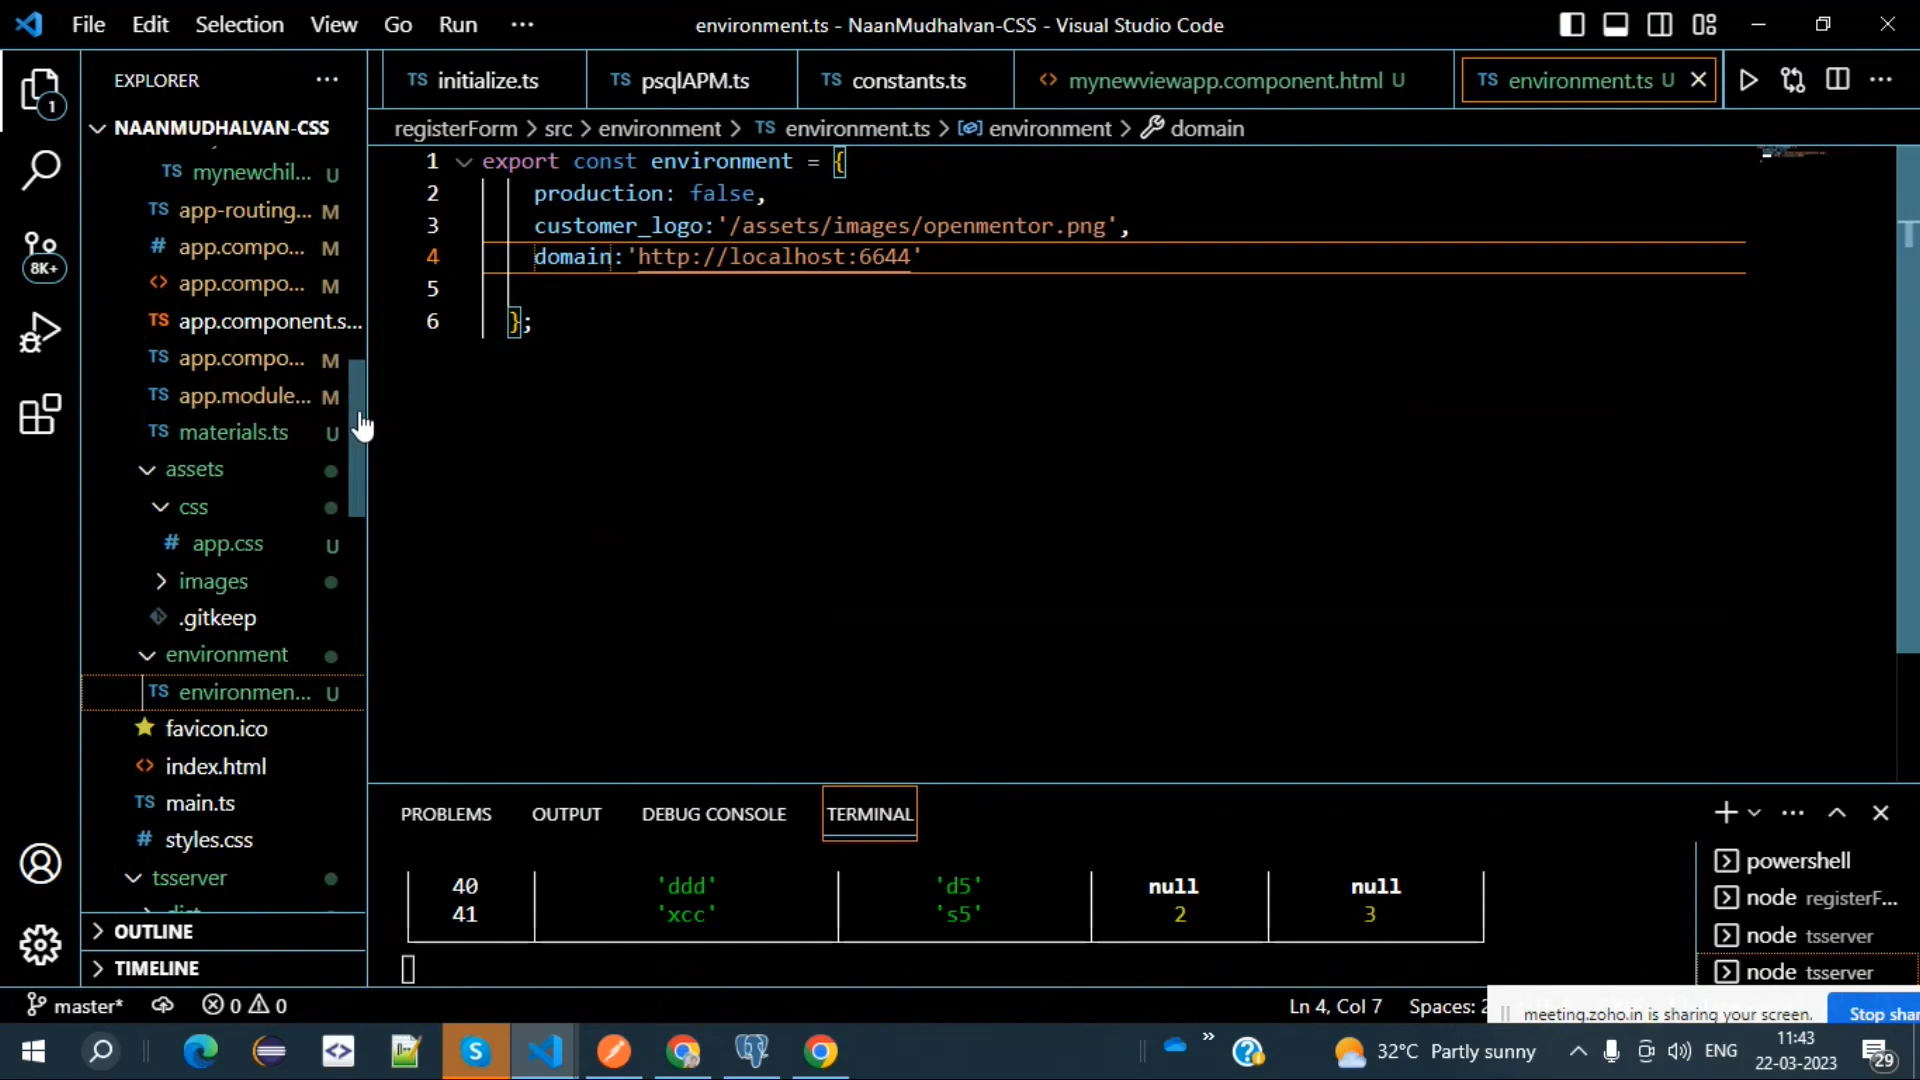 File Edit Selection View Go Run ···
environment.ts - NaanMudhalvan-CSS - Visual Studio Code
EXPLORER ···
TS initialize.ts
TS psqlAPM.ts
TS constants.ts
<> mynewviewapp.component.html U
TS environment.ts U
registerForm > src > environment > TS environment.ts > environment > domain
1
8K+
NAANMUDHALVAN-CSS
TS mynewchil... U
TS app-routing... M
# app.compo... M
<> app.compo... M
TS app.component.s...
TS app.compo... M
TS app.module... M
TS materials.ts U
assets
css
# app.css U
images
.gitkeep
environment
TS environmen... U
favicon.ico
<> index.html
TS main.ts
# styles.css
tsserver
OUTLINE
TIMELINE
1 export const environment = {
2 production: false,
3 customer_logo:'/assets/images/openmentor.png',
4 domain:'http://localhost:6644'
5
6 };
PROBLEMS OUTPUT DEBUG CONSOLE TERMINAL
40 'ddd' 'd5' null null
41 'xcc' 's5' 2 3
powershell
node registerF...
node tsserver
node tsserver
master* 0 0
Ln 4, Col 7 Spaces:
meeting.zoho.in is sharing your screen. Stop shar
32°C Partly sunny
ENG
11:43
22-03-2023
29